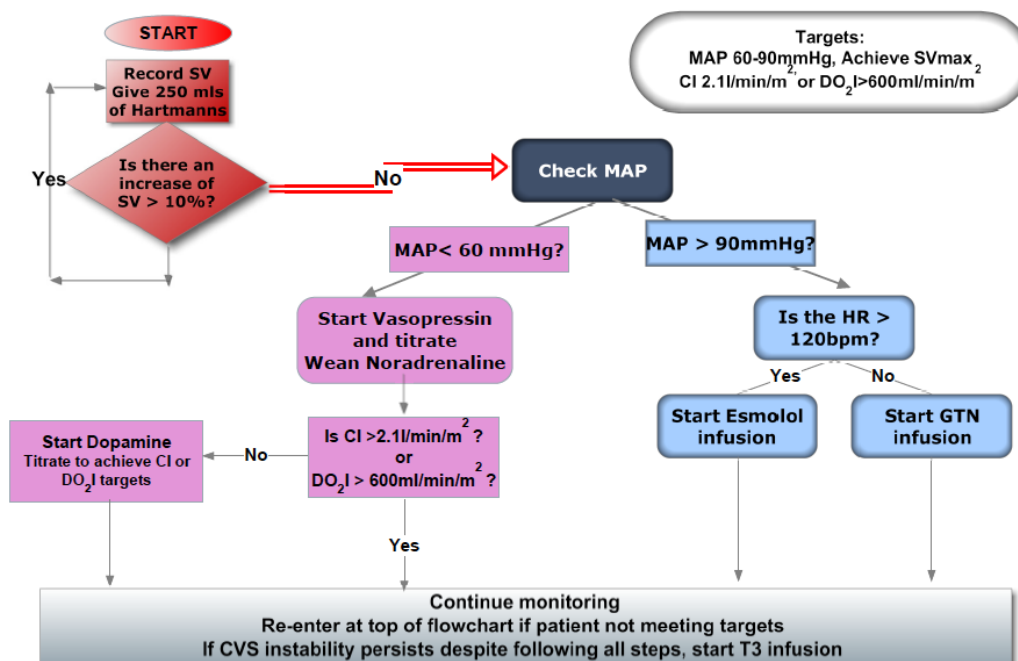 START
Record SV
Give 250 mls
of Hartmanns
Is there an
increase of
SV > 10%?
Yes
No
Targets:
MAP 60-90mmHg, Achieve SVmax
CI 2.1l/min/m², or DO₂I>600ml/min/m²
Check MAP
MAP< 60 mmHg?
MAP > 90mmHg?
Start Vasopressin
and titrate
Wean Noradrenaline
Is the HR >
120bpm?
Yes
No
Start Esmolol
infusion
Start GTN
infusion
Is CI >2.1l/min/m² ?
or
DO₂I > 600ml/min/m² ?
No
Start Dopamine
Titrate to achieve CI or
DO₂I targets
Yes
Continue monitoring
Re-enter at top of flowchart if patient not meeting targets
If CVS instability persists despite following all steps, start T3 infusion